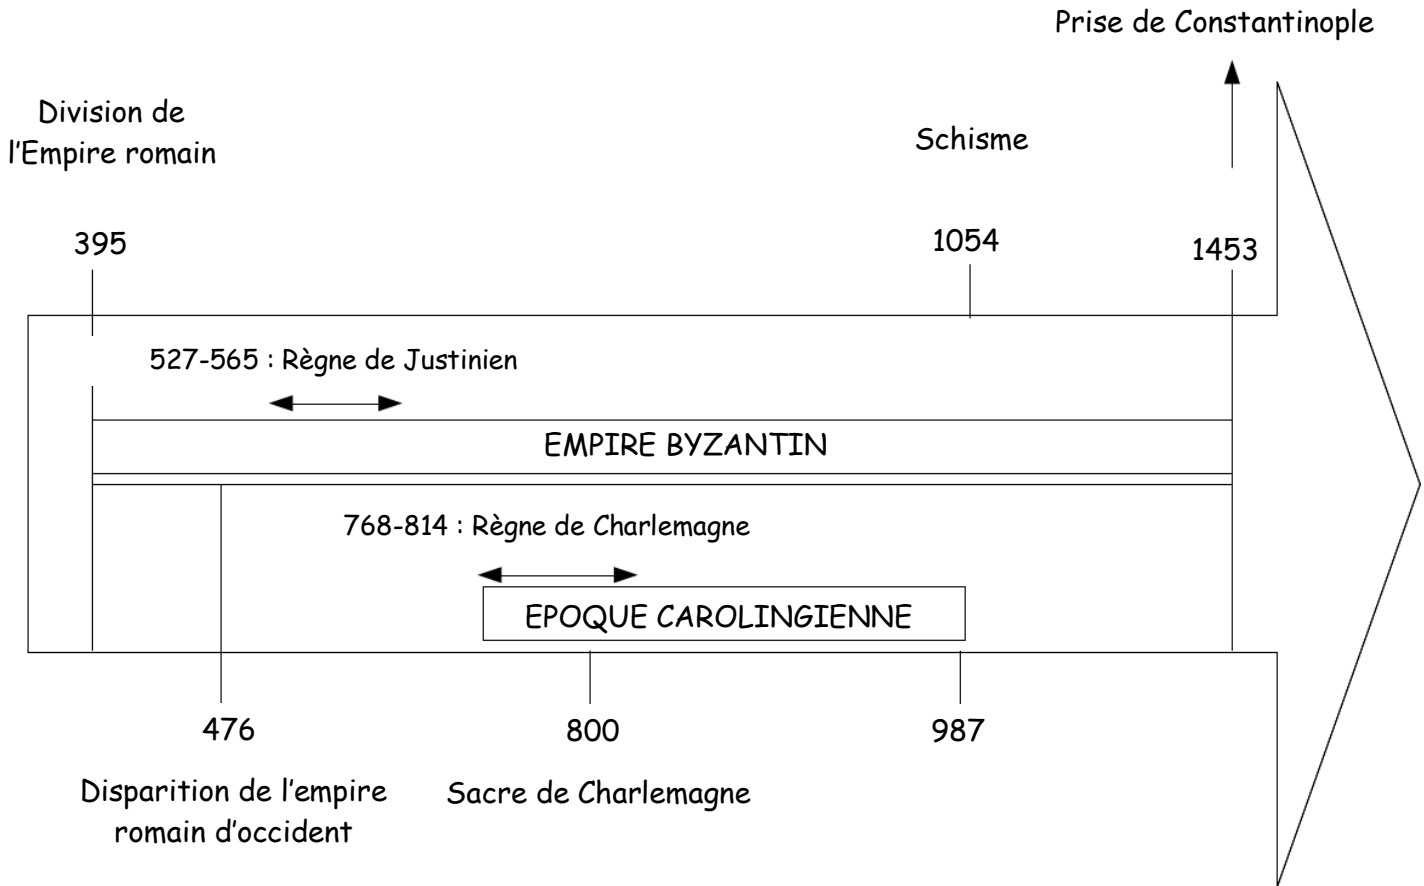 Prise de Constantinople
Division de
l'Empire romain
Schisme
395
1054
1453
527-565 : Règne de Justinien
EMPIRE BYZANTIN
768-814 : Règne de Charlemagne
EPOQUE CAROLINGIENNE
476
800
987
Disparition de l'empire
romain d'occident
Sacre de Charlemagne